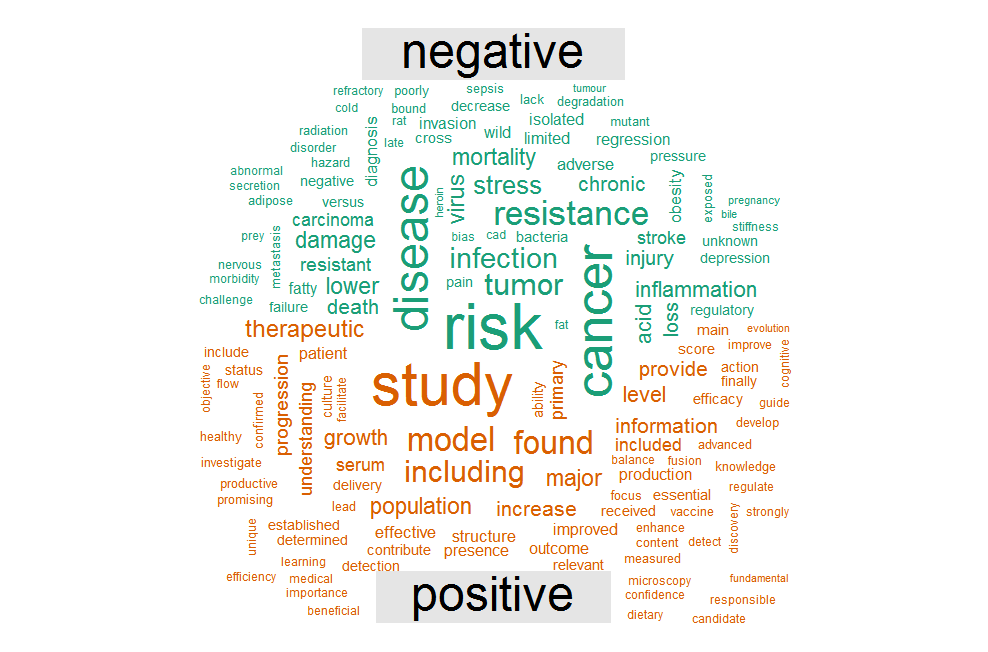 negative
refractory poorly sepsis tumour
cold bound decrease lack degradation
radiation rat invasion wild isolated mutant
disorder diagnosis late cross limited regression
hazard mortality adverse pressure
abnormal negative disease heroin virus stress chronic obesity exposed
secretion
adipose versus resistance pregnancy
carcinoma bile
prey metastasis damage bias cad bacteria stroke unknown stiffness
nervous resistant infection cancer injury depression
morbidity fatty lower pain tumor inflammation
challenge failure death acid loss regulatory
therapeutic risk fat main evolution
include patient score improve cognitive
objective status progression study ability primary provide action
flow culture facilitate finally
confirmed understanding level efficacy guide
healthy growth model found information develop
investigate serum including included advanced
productive delivery major balance fusion knowledge
promising production regulate
lead population increase focus essential
unique established received vaccine discovery strongly
determined effective structure improved enhance
contribute presence outcome content detect
learning detection relevant measured
efficiency medical microscopy fundamental
importance positive confidence responsible
beneficial dietary candidate